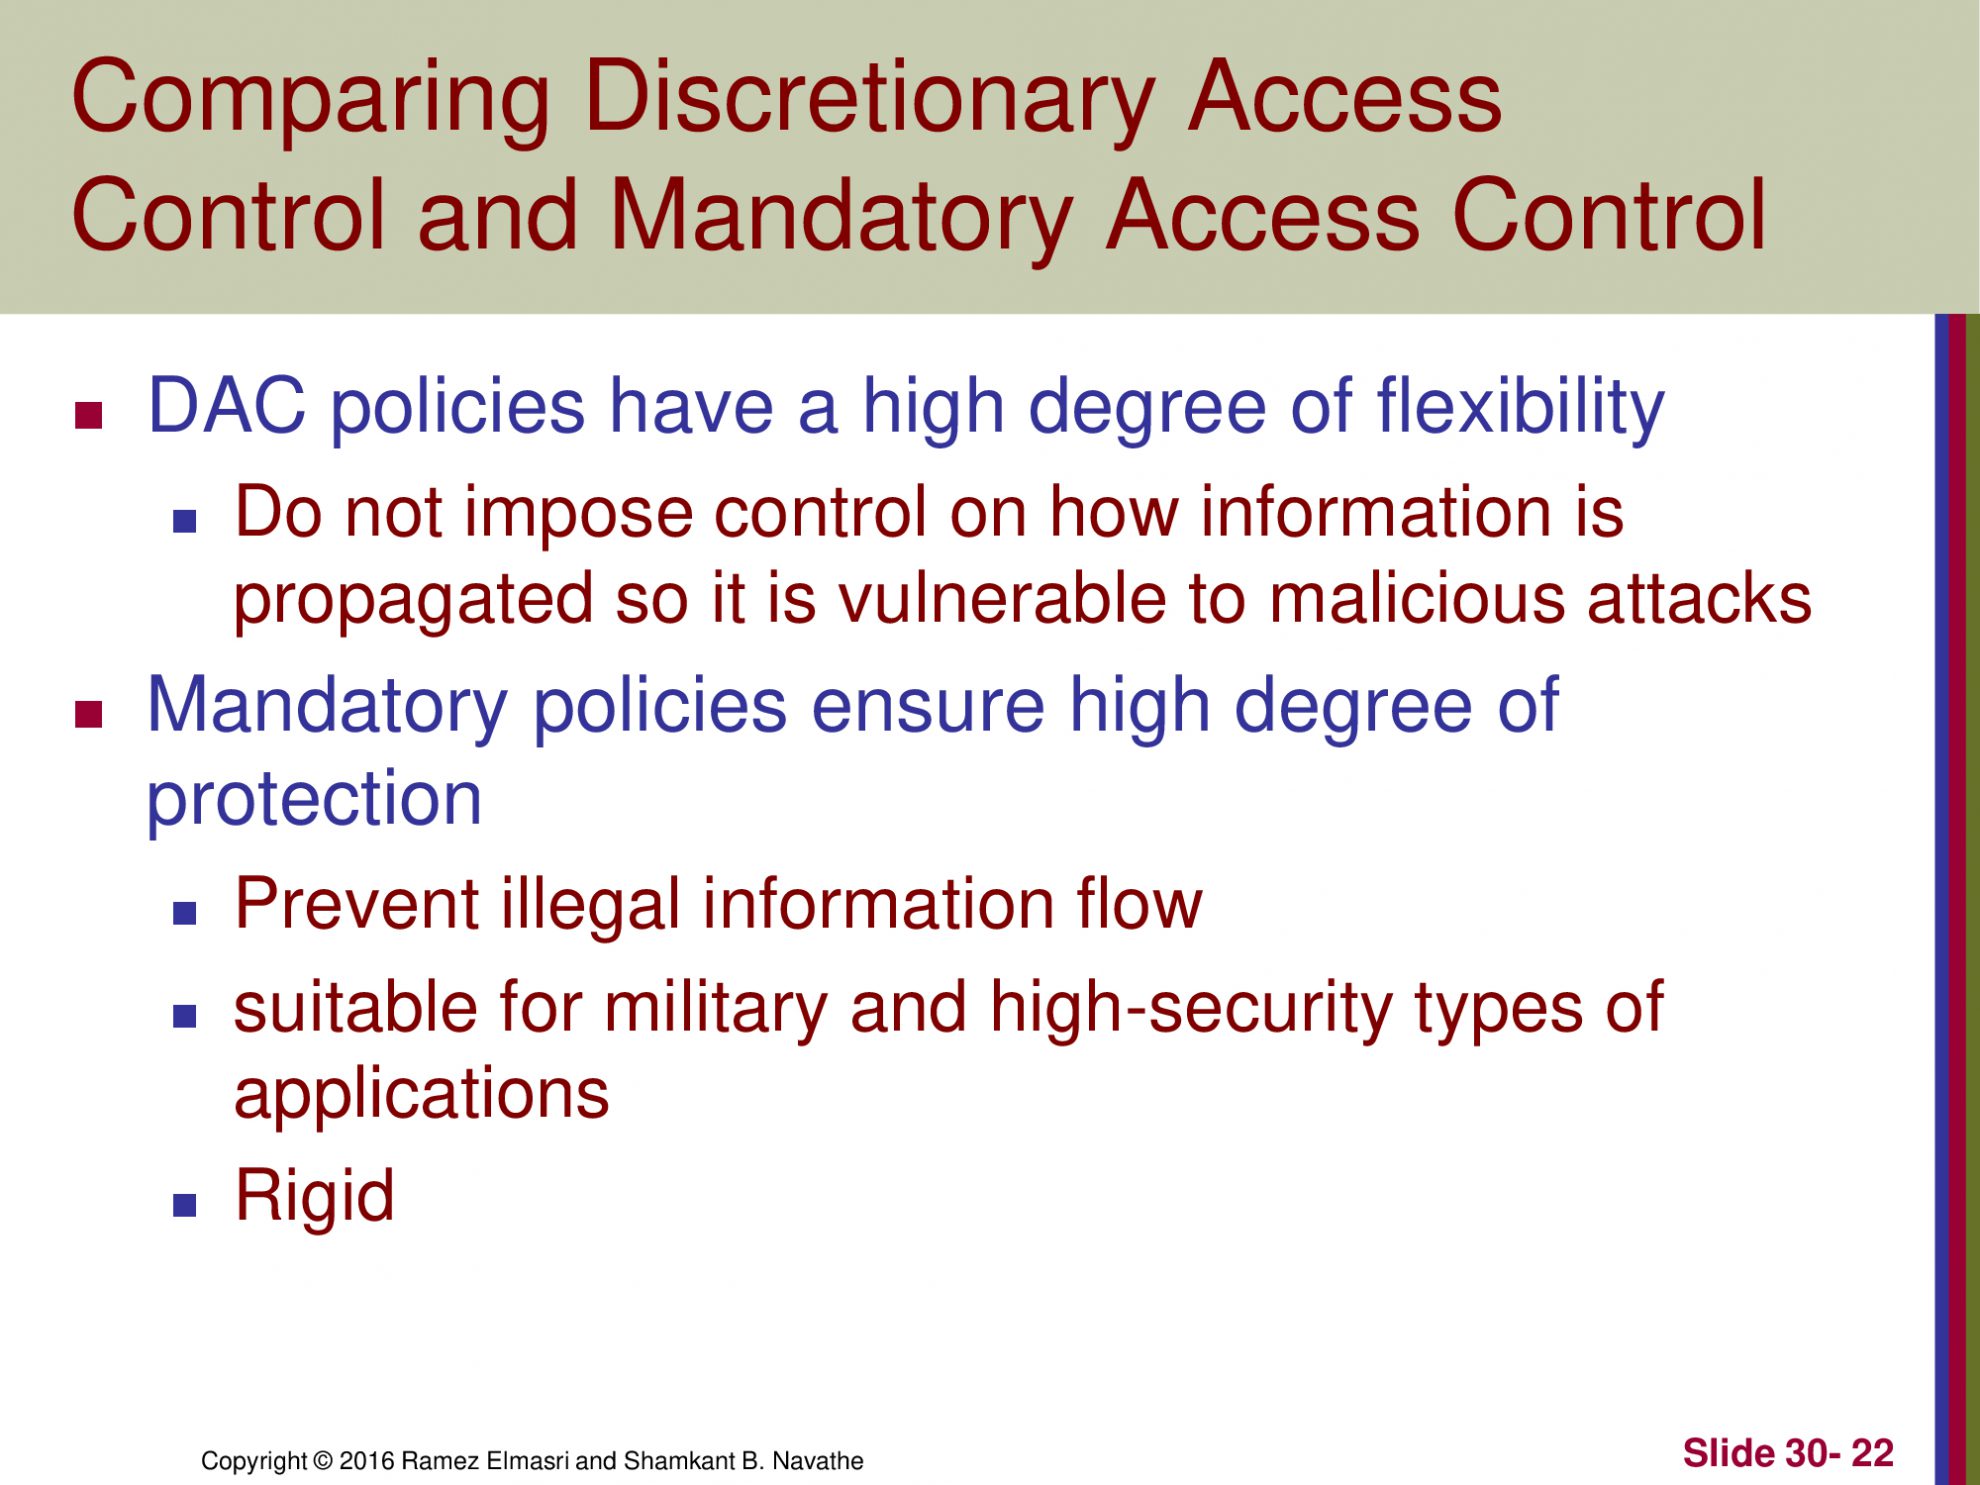 Comparing Discretionary Access
Control and Mandatory Access Control
DAC policies have a high degree of flexibility
Do not impose control on how information is
propagated so it is vulnerable to malicious attacks
Mandatory policies ensure high degree of
protection
Prevent illegal information flow
suitable for military and high-security types of
applications
Rigid
Copyright © 2016 Ramez Elmasri and Shamkant B. Navathe
Slide 30- 22